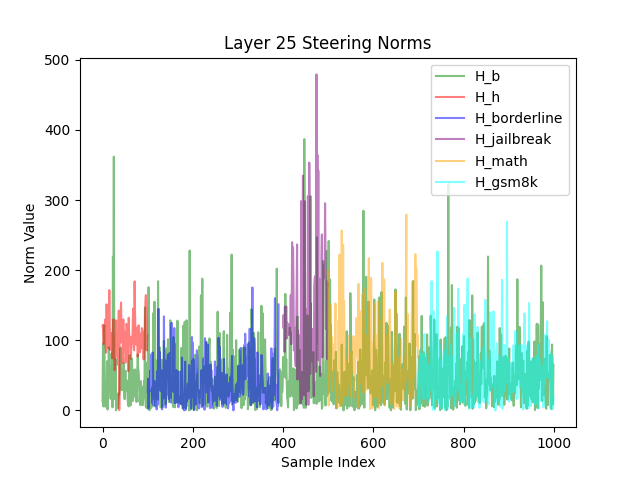 Layer 25 Steering Norms
500
400
300
200
100
0
Norm Value
H_b
H_h
H_borderline
H_jailbreak
H_math
H_gsm8k
0 200 400 600 800 1000
Sample Index